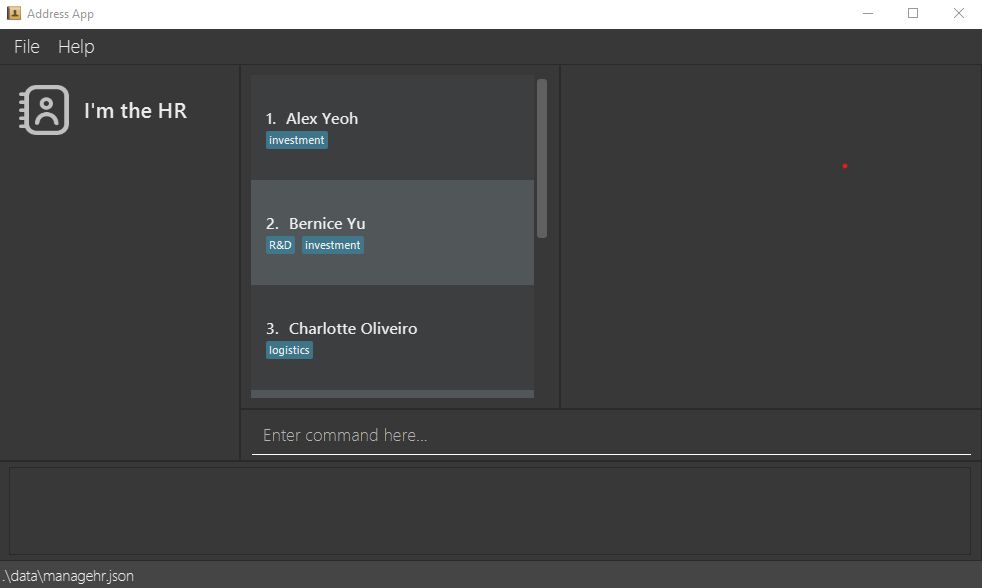 Address App
File Help
I'm the HR
1. Alex Yeoh
investment
2. Bernice Yu
R&D investment
3. Charlotte Oliveiro
logistics
Enter command here...
.\data\managehr.json